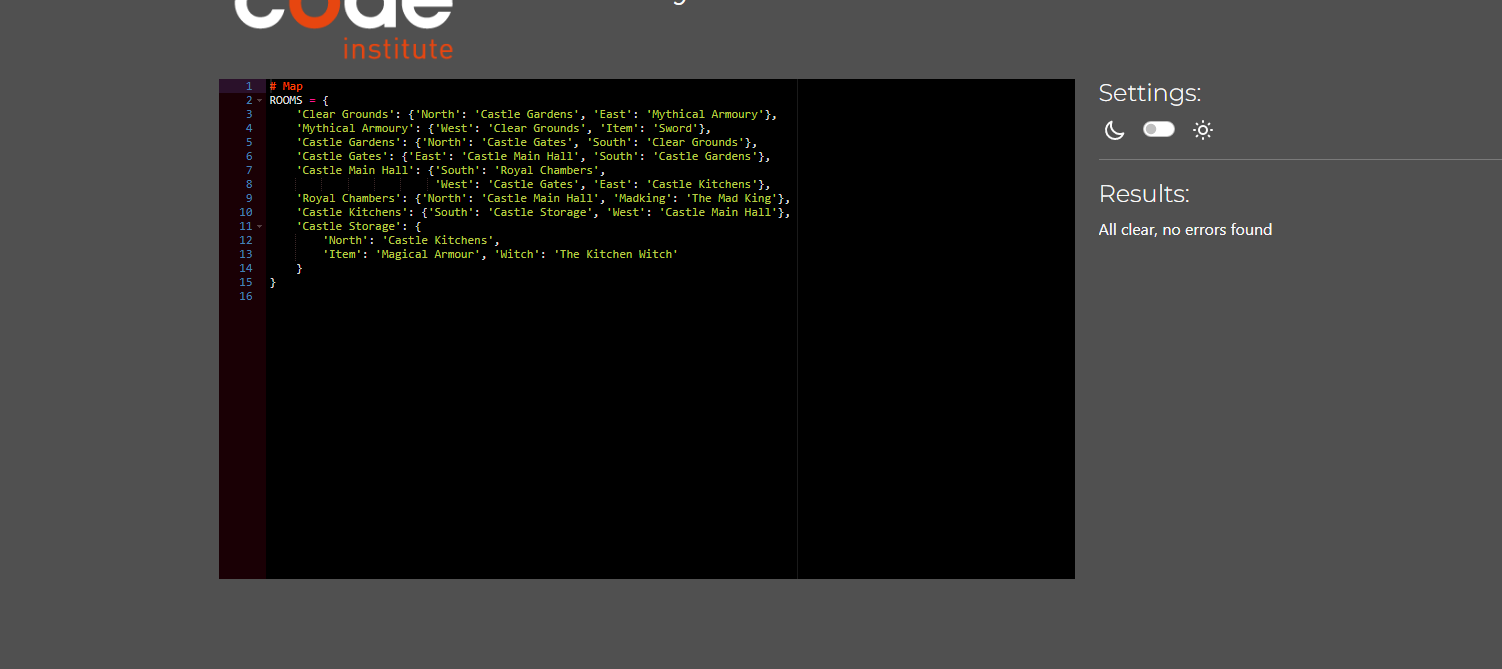 code
institute
Settings:
Results:
All clear, no errors found
1 # Map
2 ROOMS = {
3     'Clear Grounds': {'North': 'Castle Gardens', 'East': 'Mythical Armoury'},
4     'Mythical Armoury': {'West': 'Clear Grounds', 'Item': 'Sword'},
5     'Castle Gardens': {'North': 'Castle Gates', 'South': 'Clear Grounds'},
6     'Castle Gates': {'East': 'Castle Main Hall', 'South': 'Castle Gardens'},
7     'Castle Main Hall': {'South': 'Royal Chambers',
8                          'West': 'Castle Gates', 'East': 'Castle Kitchens'},
9     'Royal Chambers': {'North': 'Castle Main Hall', 'Madking': 'The Mad King'},
10     'Castle Kitchens': {'South': 'Castle Storage', 'West': 'Castle Main Hall'},
11     'Castle Storage': {
12         'North': 'Castle Kitchens',
13         'Item': 'Magical Armour', 'Witch': 'The Kitchen Witch'
14     }
15 }
16